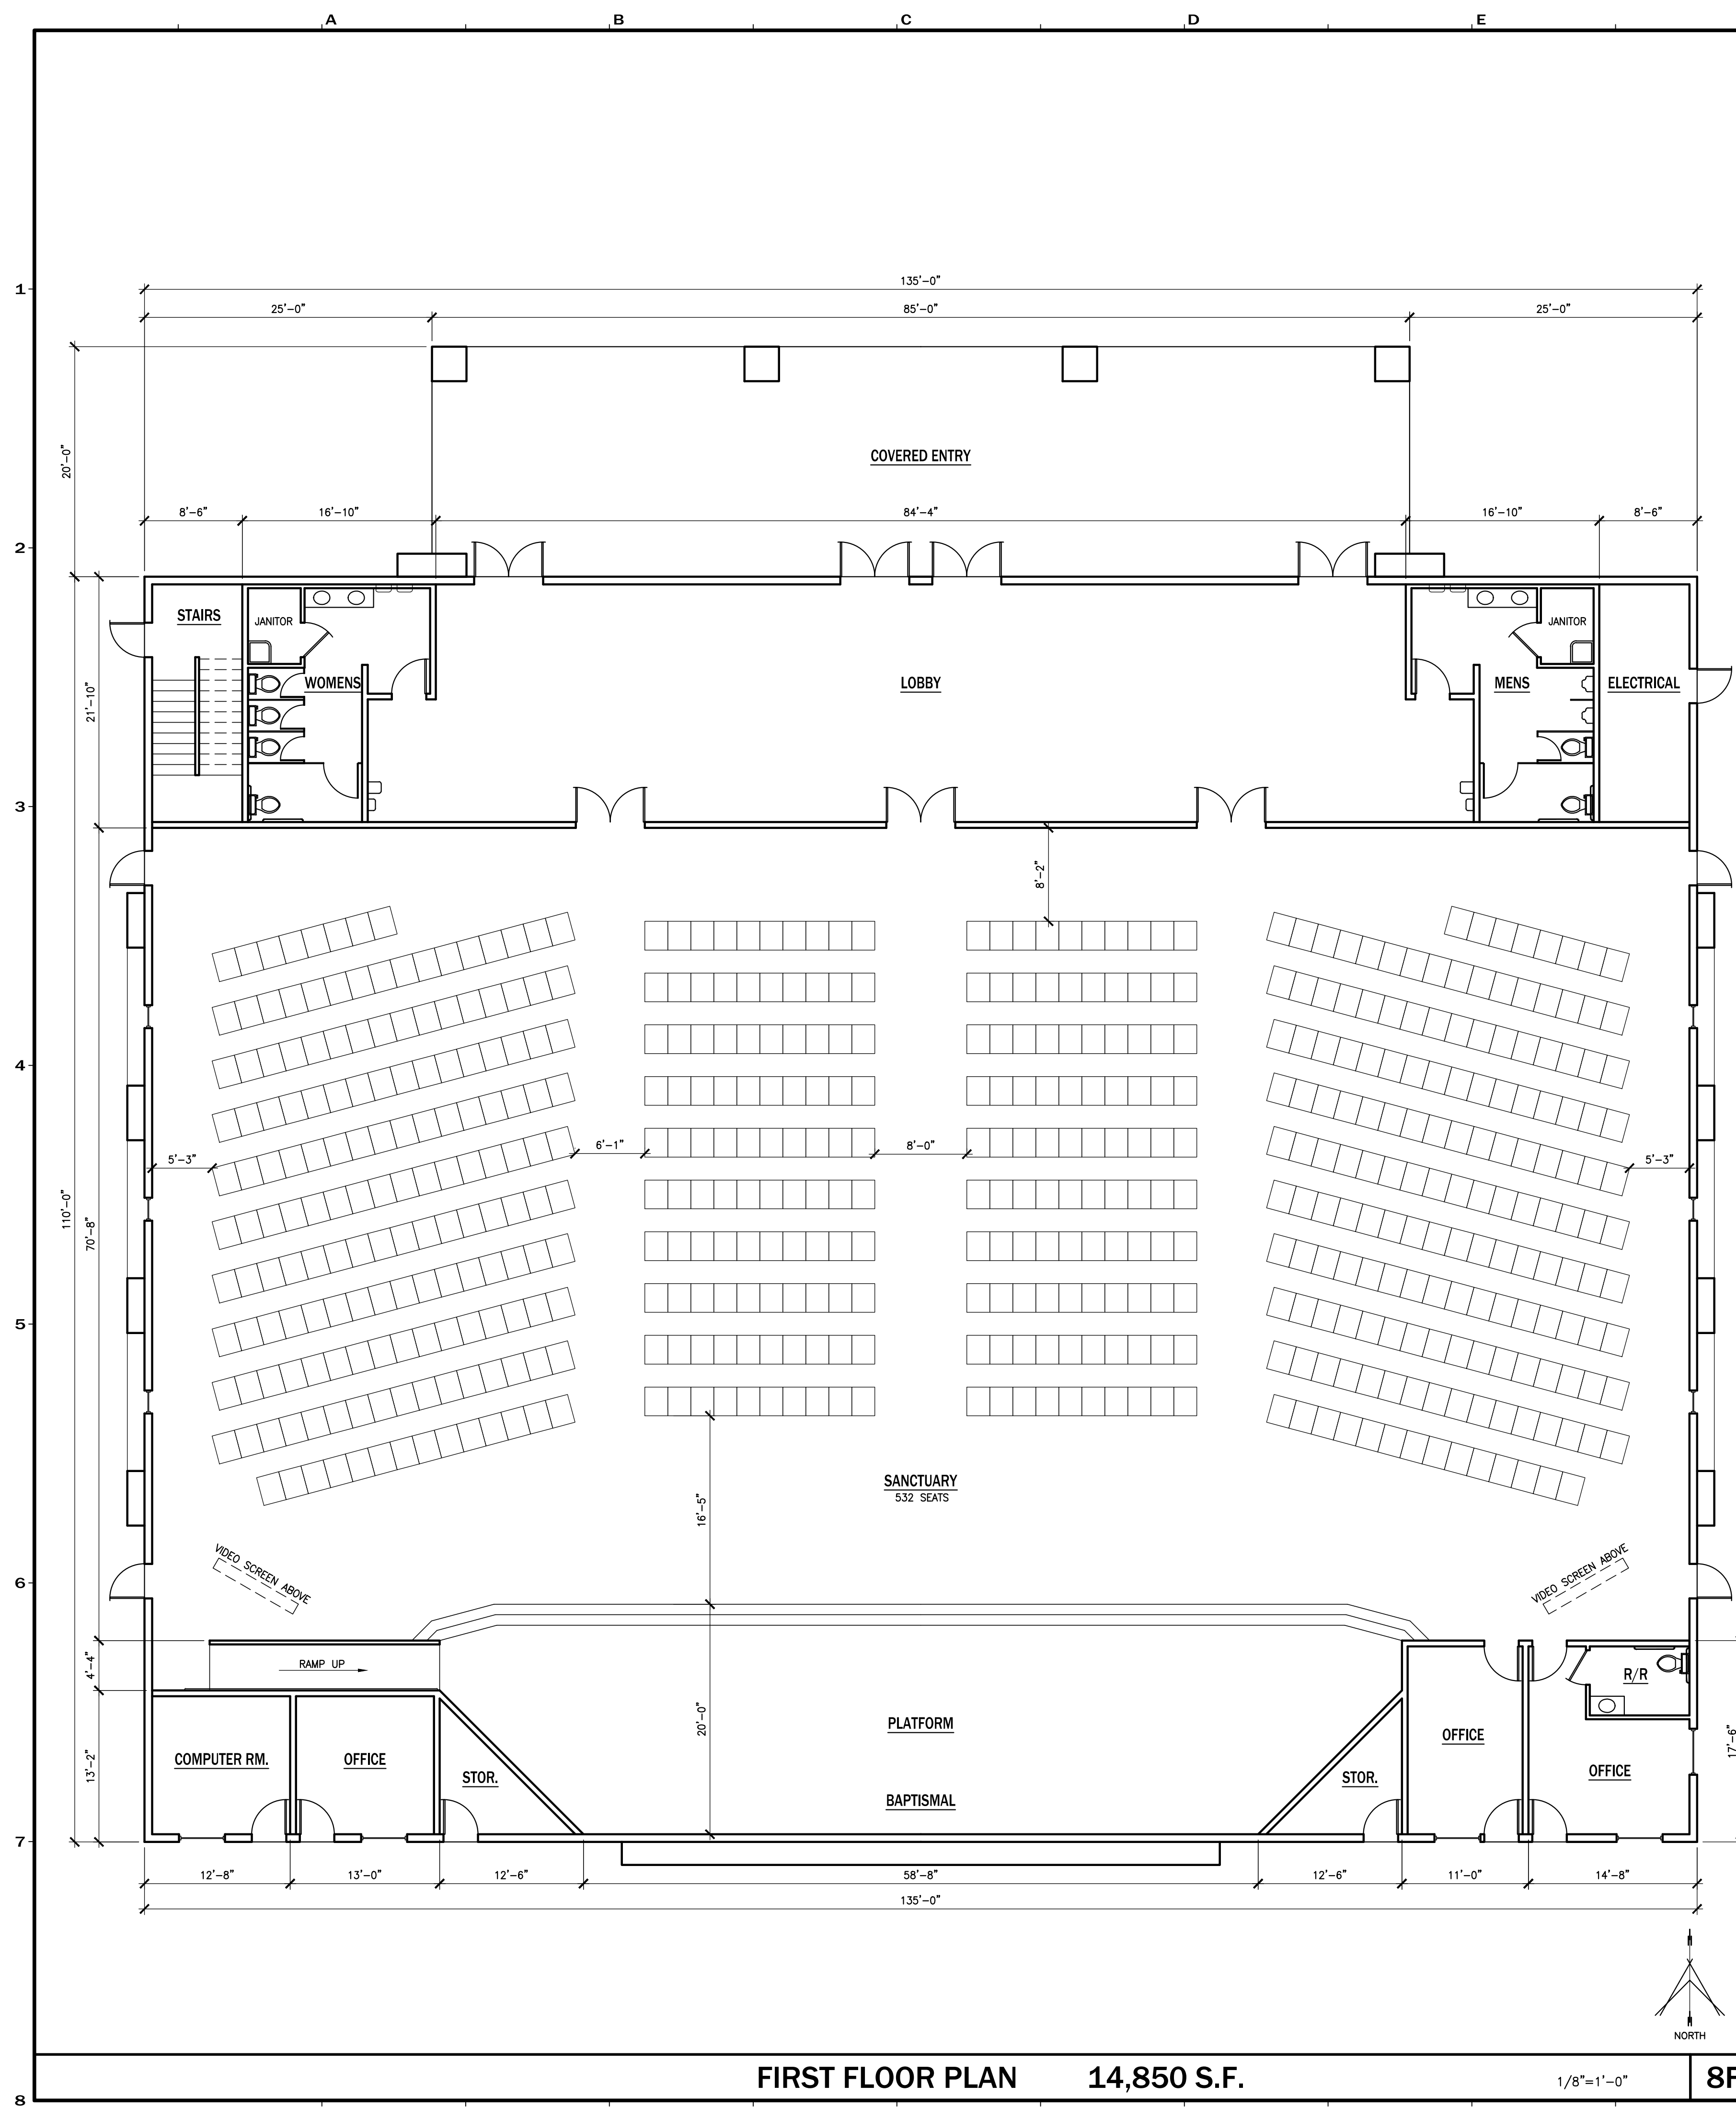 A B C D E
1
135'-0"
25'-0" 85'-0" 25'-0"
20'-0"
COVERED ENTRY
8'-6" 16'-10" 84'-4" 16'-10" 8'-6"
2
STAIRS JANITOR JANITOR
21'-10"
WOMENS LOBBY MENS ELECTRICAL
3
8'-2"
4
6'-1" 8'-0"
5'-3" 5'-3"
110'-0"
70'-8"
5
SANCTUARY
532 SEATS
16'-5"
VIDEO SCREEN ABOVE VIDEO SCREEN ABOVE
6
4'-4"
RAMP UP
R/R
20'-0"
PLATFORM
OFFICE
17'-6"
13'-2"
COMPUTER RM. OFFICE
STOR. STOR. OFFICE
BAPTISMAL
7
12'-8" 13'-0" 12'-6" 58'-8" 12'-6" 11'-0" 14'-8"
135'-0"
NORTH
FIRST FLOOR PLAN 14,850 S.F.
1/8"=1'-0"
8